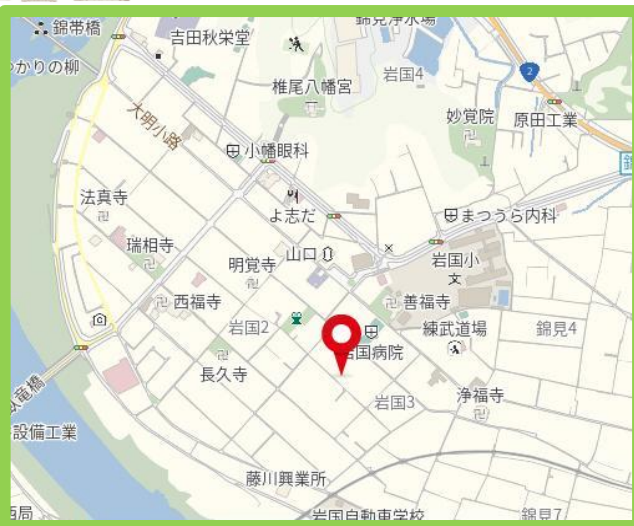 錦帯橋
吉田秋栄堂
かりの柳
椎尾八幡宮
岩国4
2
妙覚院
原田工業
大明小路
小幡眼科
法真寺
よ志だ
まつうら内科
瑞相寺
山口
岩国小
文
明覚寺
西福寺
善福寺
岩国2
練武道場
錦見4
岩国病院
長久寺
岩国3
浄福寺
臥竜橋
設備工業
藤川興業所
岩国自動車学校
錦見7